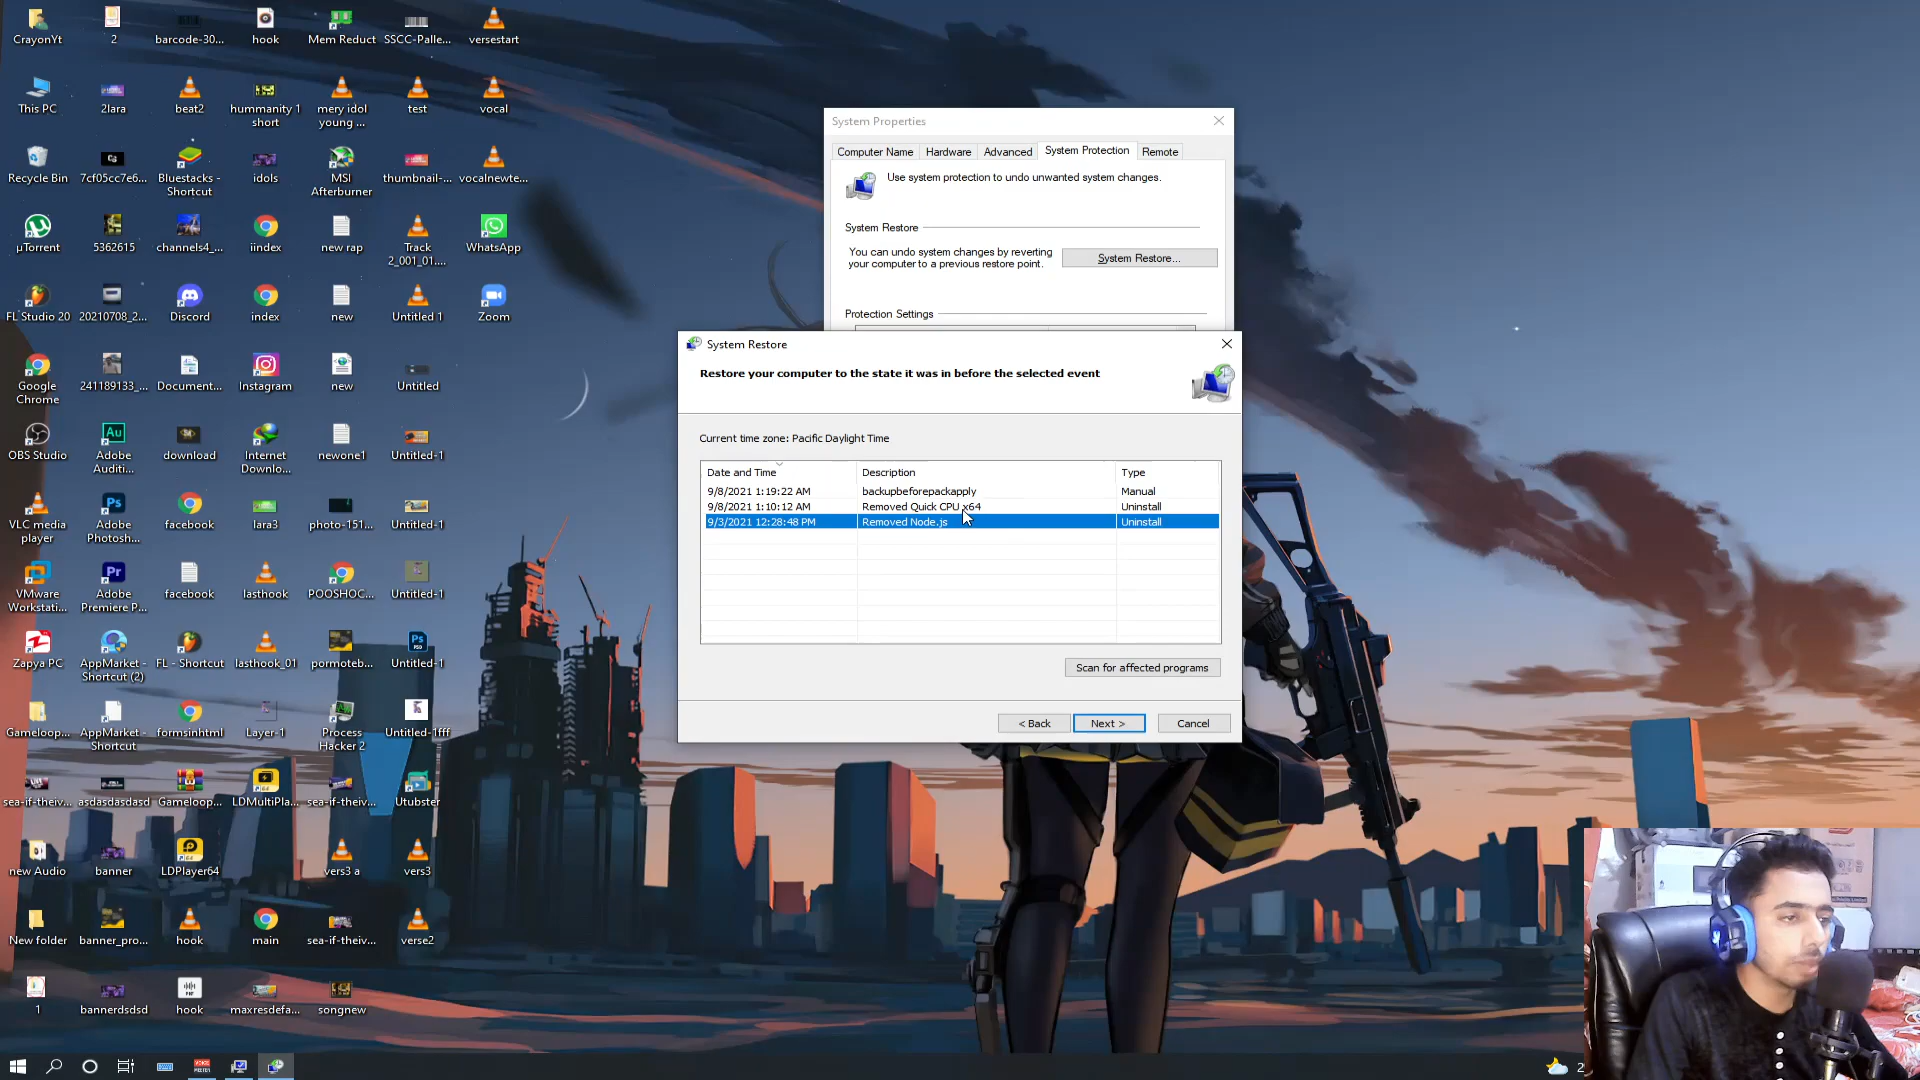 CrayonYt
2
barcode-30...
hook
Mem Reduct
SSCC-Palle...
versestart
This PC
2lara
beat2
hummanity 1
short
mery idol
young ...
test
vocal
Recycle Bin
7cf05cc7e6...
Bluestacks -
Shortcut
idols
MSI
Afterburner
thumbnail-...
vocalnewte...
µTorrent
5362615
channels4_...
iindex
new rap
Track
2_001_01....
WhatsApp
FL Studio 20
20210708_2...
Discord
index
new
Untitled 1
Zoom
Google
Chrome
241189133_...
Document...
Instagram
new
Untitled
OBS Studio
Adobe
Auditi...
download
Internet
Downlo...
newone1
Untitled-1
VLC media
player
Adobe
Photosh...
facebook
lara3
photo-151...
Untitled-1
VMware
Workstati...
Adobe
Premiere P...
facebook
lasthook
POOSHOC...
Untitled-1
Zapya PC
AppMarket -
Shortcut (2)
FL - Shortcut
lasthook_01
pormoteb...
Untitled-1
Gameloop...
AppMarket -
Shortcut
formsinhtml
Layer-1
Process
Hacker 2
Untitled-1fff
sea-if-theiv...
asdasdasdasd
Gameloop...
LDMultiPla...
sea-if-theiv...
Utubster
new Audio
banner
LDPlayer64
vers3 a
vers3
New folder
banner_pro...
hook
main
sea-if-theiv...
verse2
1
bannerdsdsd
hook
maxresdefa...
songnew
System Properties
Computer Name
Hardware
Advanced
System Protection
Remote
Use system protection to undo unwanted system changes.
System Restore
You can undo system changes by reverting
your computer to a previous restore point.
System Restore...
Protection Settings
System Restore
Restore your computer to the state it was in before the selected event
Current time zone: Pacific Daylight Time
Date and Time Description Type
9/8/2021 1:19:22 AM backupbeforepackapply Manual
9/8/2021 1:10:12 AM Removed Quick CPU x64 Uninstall
9/3/2021 12:28:48 PM Removed Node.js Uninstall
Scan for affected programs
< Back
Next >
Cancel